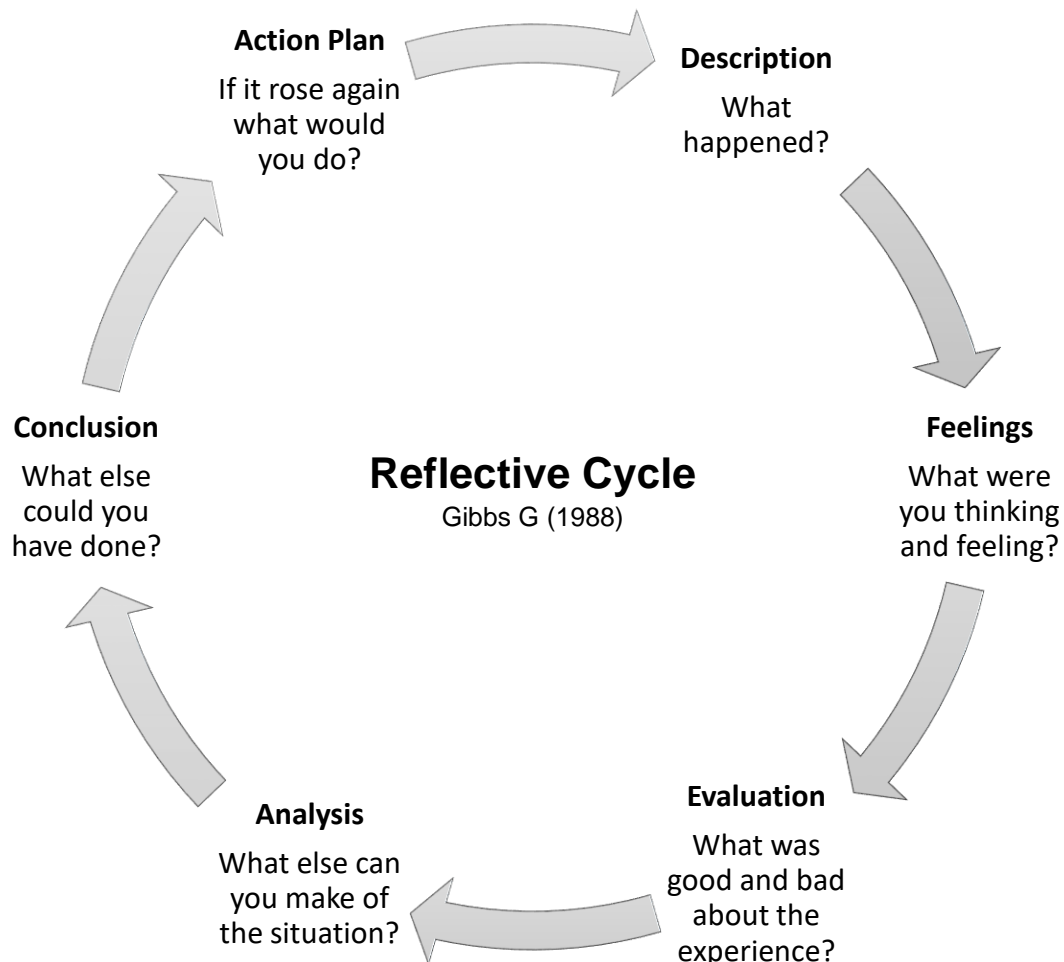 Action Plan
If it rose again
what would
you do?
Description
What
happened?
Feelings
What were
you thinking
and feeling?
Evaluation
What was
good and bad
about the
experience?
Analysis
What else can
you make of
the situation?
Conclusion
What else
could you
have done?
Reflective Cycle
Gibbs G (1988)